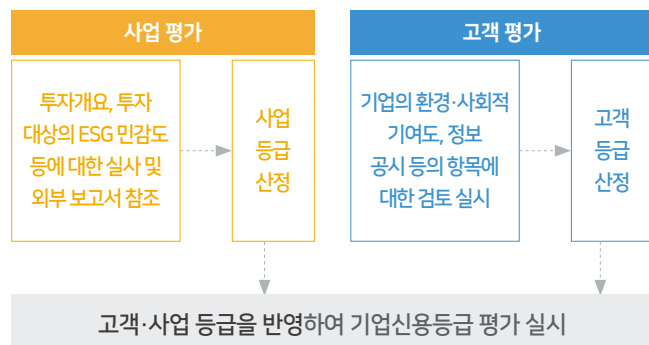 사업 평가
투자개요, 투자
대상의 ESG 민감도
등에 대한 실사 및
외부 보고서 참조
사업
등급
산정
고객 평가
기업의 환경·사회적
기여도, 정보
공시 등의 항목에
대한 검토 실시
고객
등급
산정
고객·사업 등급을 반영하여 기업신용등급 평가 실시